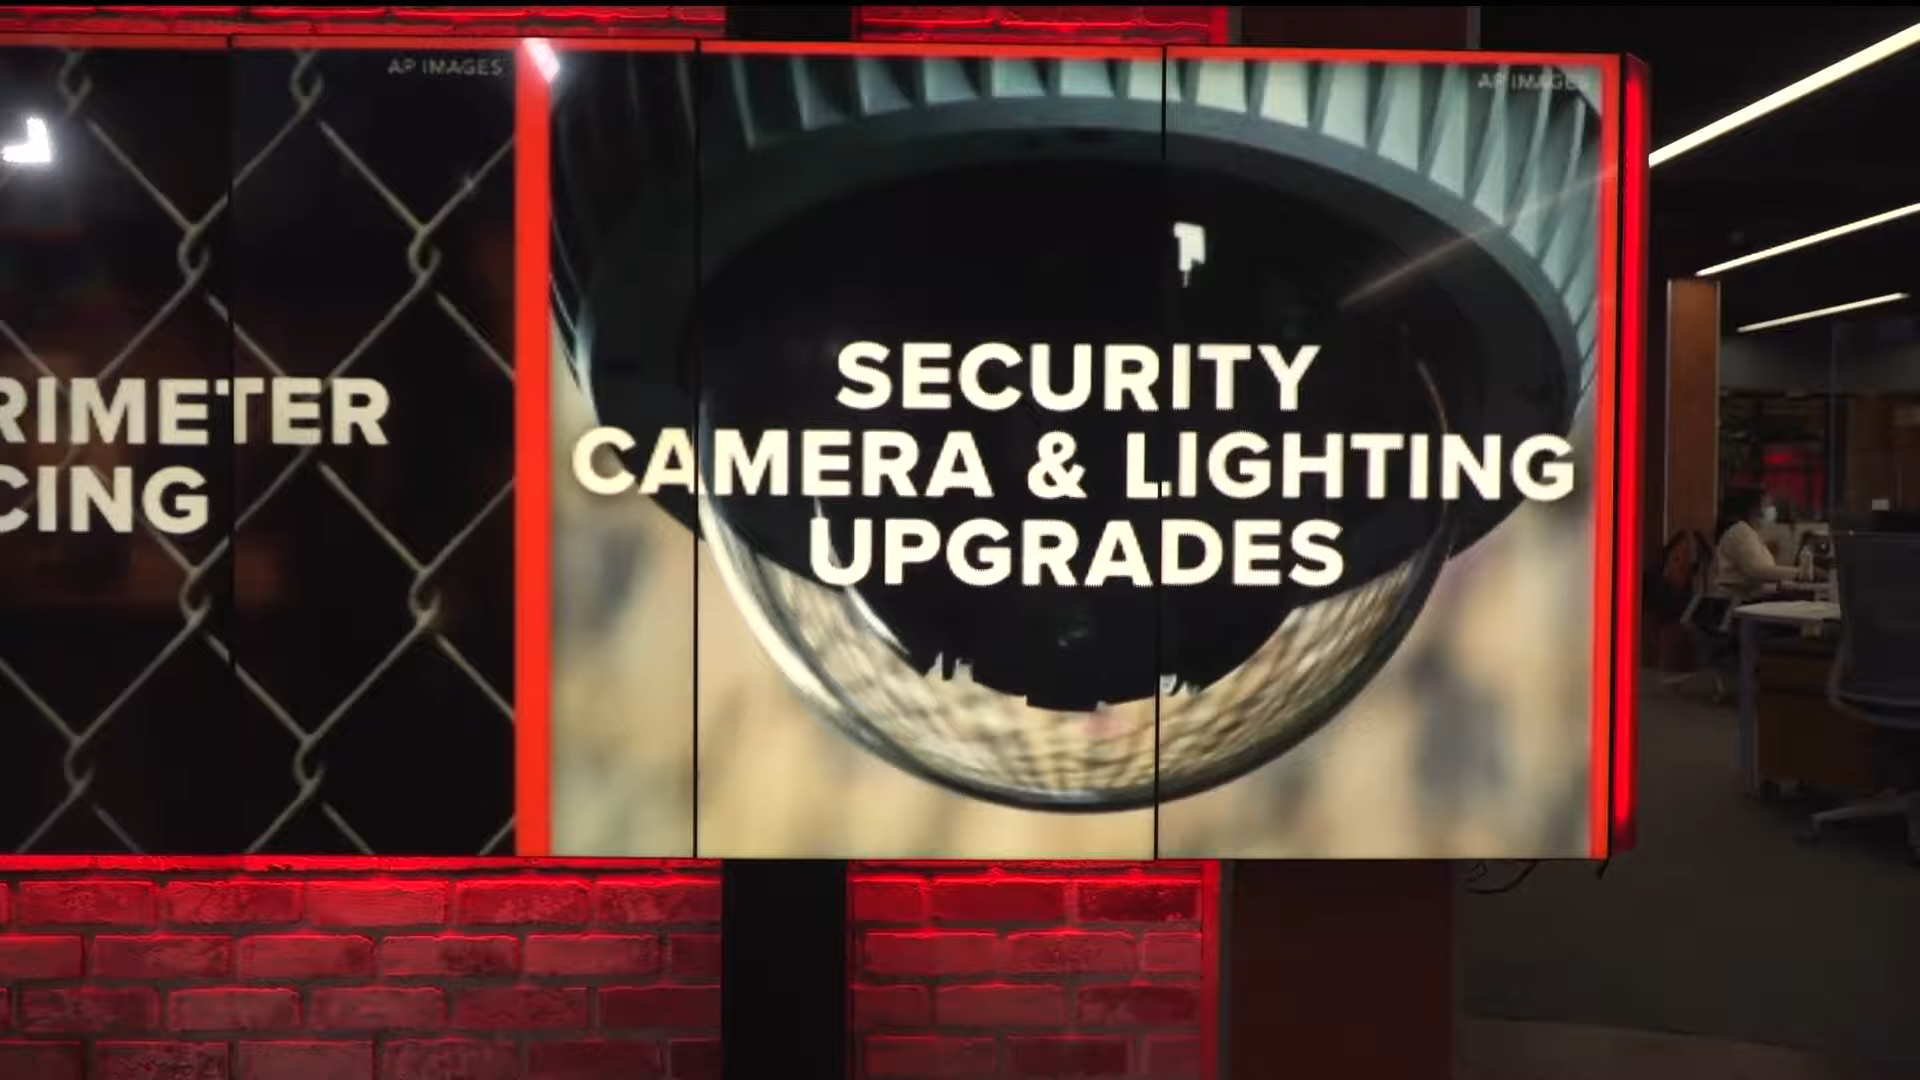 AP IMAGES
RIMETER
CING
AP IMAGES
SECURITY
CAMERA & LIGHTING
UPGRADES